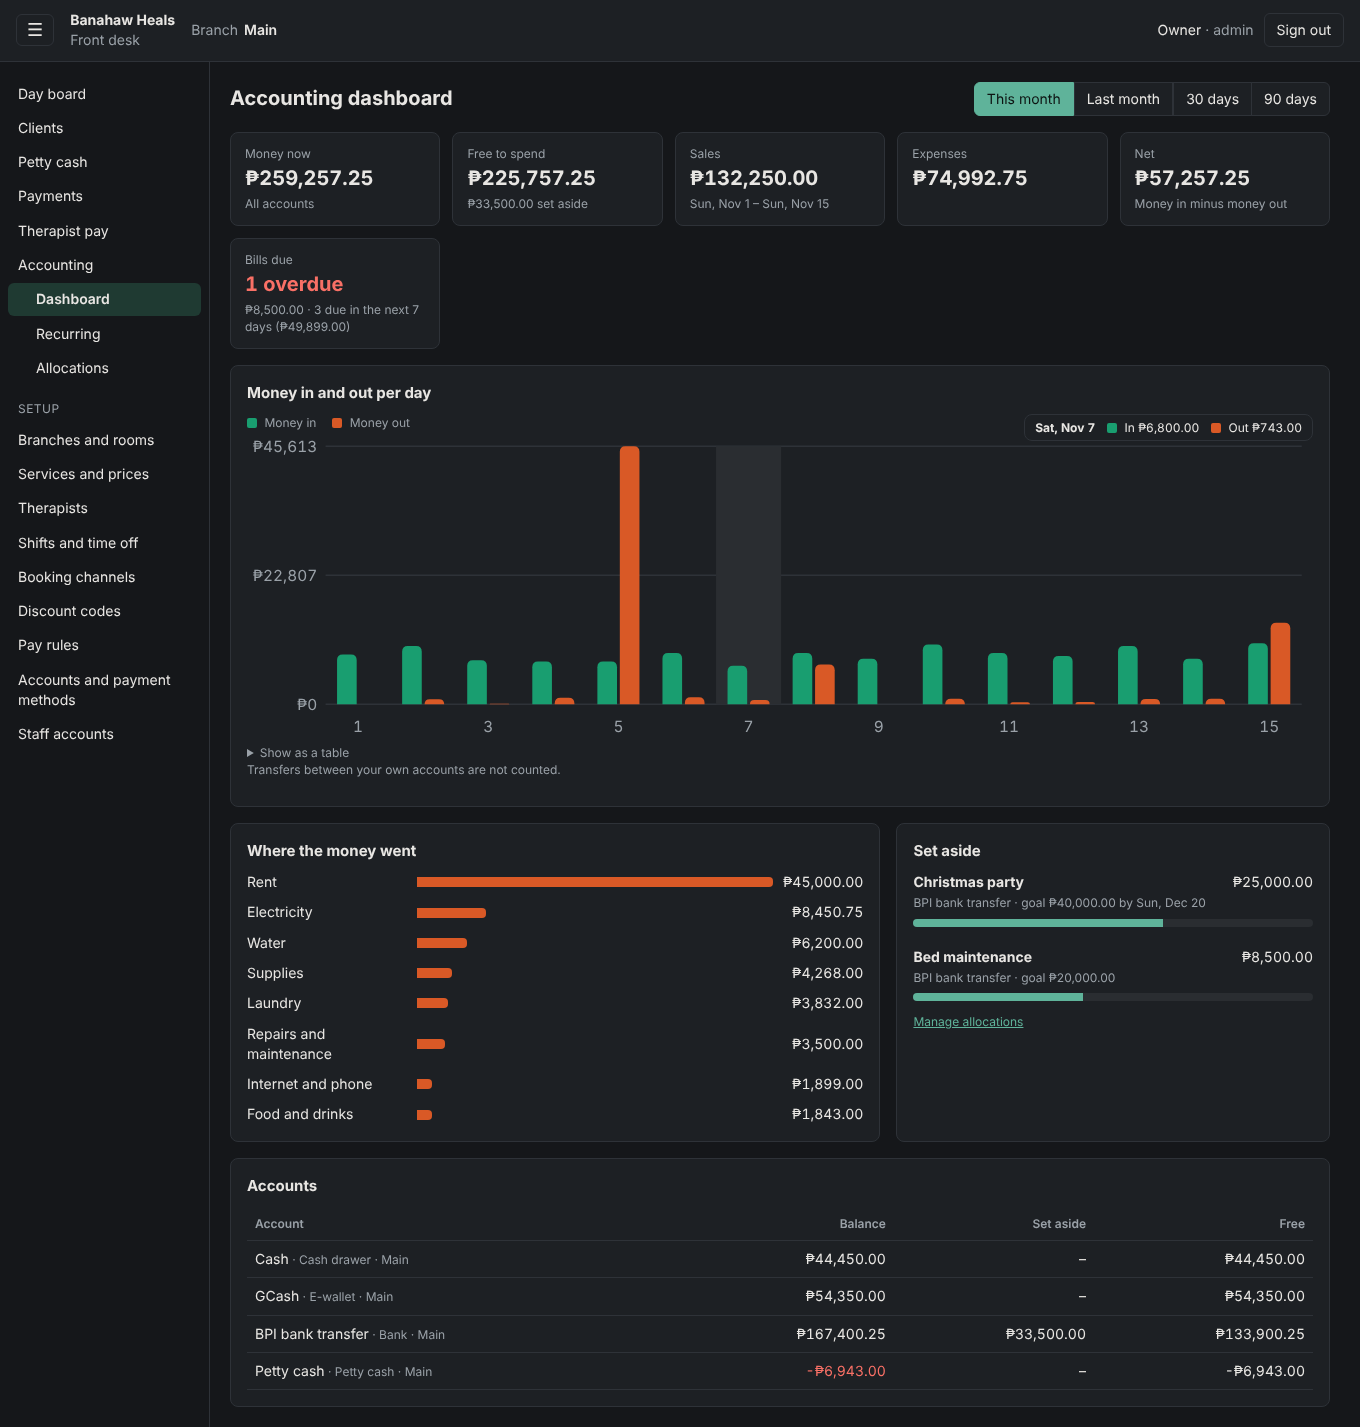 ☰
Banahaw Heals
Front desk
Branch Main
Owner · admin
Sign out
Day board
Clients
Petty cash
Payments
Therapist pay
Accounting
Dashboard
Recurring
Allocations
SETUP
Branches and rooms
Services and prices
Therapists
Shifts and time off
Booking channels
Discount codes
Pay rules
Accounts and payment
methods
Staff accounts
Accounting dashboard
This month
Last month
30 days
90 days
Money now
₱259,257.25
All accounts
Free to spend
₱225,757.25
₱33,500.00 set aside
Sales
₱132,250.00
Sun, Nov 1 – Sun, Nov 15
Expenses
₱74,992.75
Net
₱57,257.25
Money in minus money out
Bills due
1 overdue
₱8,500.00 · 3 due in the next 7
days (₱49,899.00)
Money in and out per day
Money in
Money out
Sat, Nov 7 In ₱6,800.00 Out ₱743.00
₱45,613
₱22,807
₱0
1 3 5 7 9 11 13 15
▶ Show as a table
Transfers between your own accounts are not counted.
Where the money went
Rent ₱45,000.00
Electricity ₱8,450.75
Water ₱6,200.00
Supplies ₱4,268.00
Laundry ₱3,832.00
Repairs and
maintenance ₱3,500.00
Internet and phone ₱1,899.00
Food and drinks ₱1,843.00
Set aside
Christmas party ₱25,000.00
BPI bank transfer · goal ₱40,000.00 by Sun, Dec 20
Bed maintenance ₱8,500.00
BPI bank transfer · goal ₱20,000.00
Manage allocations
Accounts
Account Balance Set aside Free
Cash · Cash drawer · Main ₱44,450.00 – ₱44,450.00
GCash · E-wallet · Main ₱54,350.00 – ₱54,350.00
BPI bank transfer · Bank · Main ₱167,400.25 ₱33,500.00 ₱133,900.25
Petty cash · Petty cash · Main -₱6,943.00 – -₱6,943.00